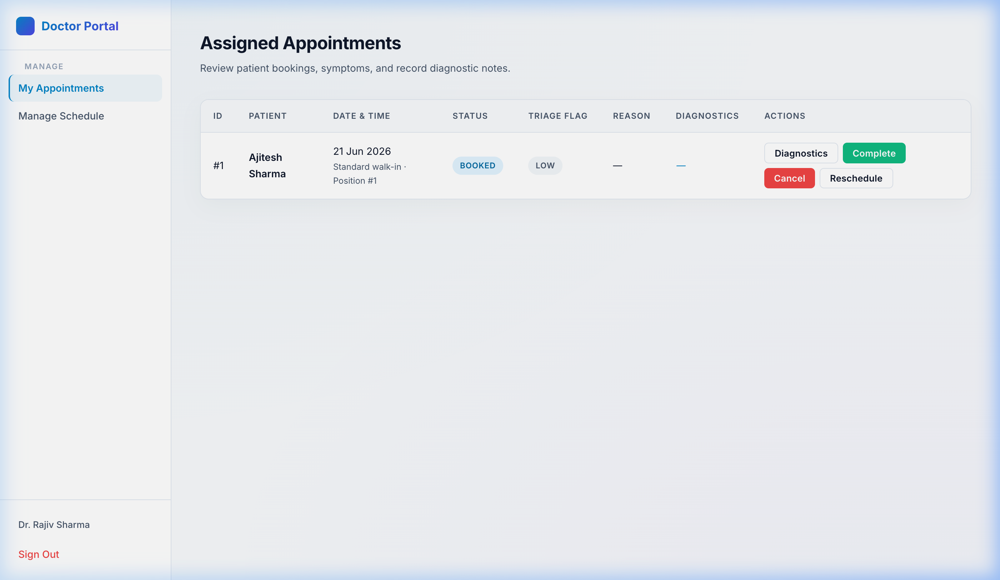 Doctor Portal
MANAGE
My Appointments
Manage Schedule
Dr. Rajiv Sharma
Sign Out
Assigned Appointments
Review patient bookings, symptoms, and record diagnostic notes.
ID PATIENT DATE & TIME STATUS TRIAGE FLAG REASON DIAGNOSTICS ACTIONS
#1
Ajitesh
Sharma
21 Jun 2026
Standard walk-in ·
Position #1
BOOKED
LOW
—
—
Diagnostics Complete
Cancel Reschedule